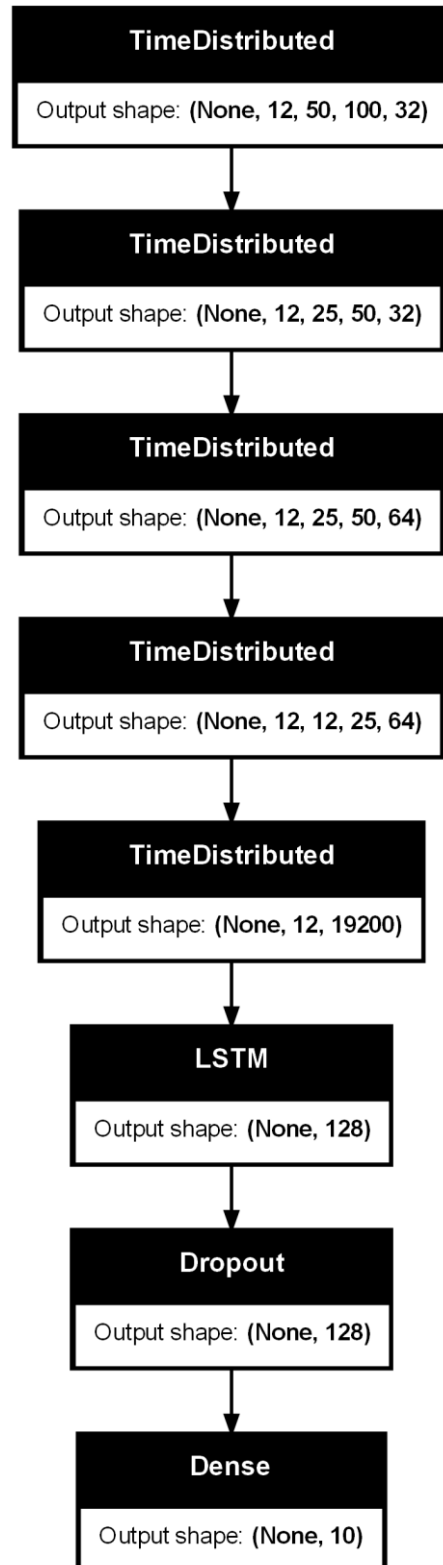 TimeDistributed
Output shape: (None, 12, 50, 100, 32)
TimeDistributed
Output shape: (None, 12, 25, 50, 32)
TimeDistributed
Output shape: (None, 12, 25, 50, 64)
TimeDistributed
Output shape: (None, 12, 12, 25, 64)
TimeDistributed
Output shape: (None, 12, 19200)
LSTM
Output shape: (None, 128)
Dropout
Output shape: (None, 128)
Dense
Output shape: (None, 10)